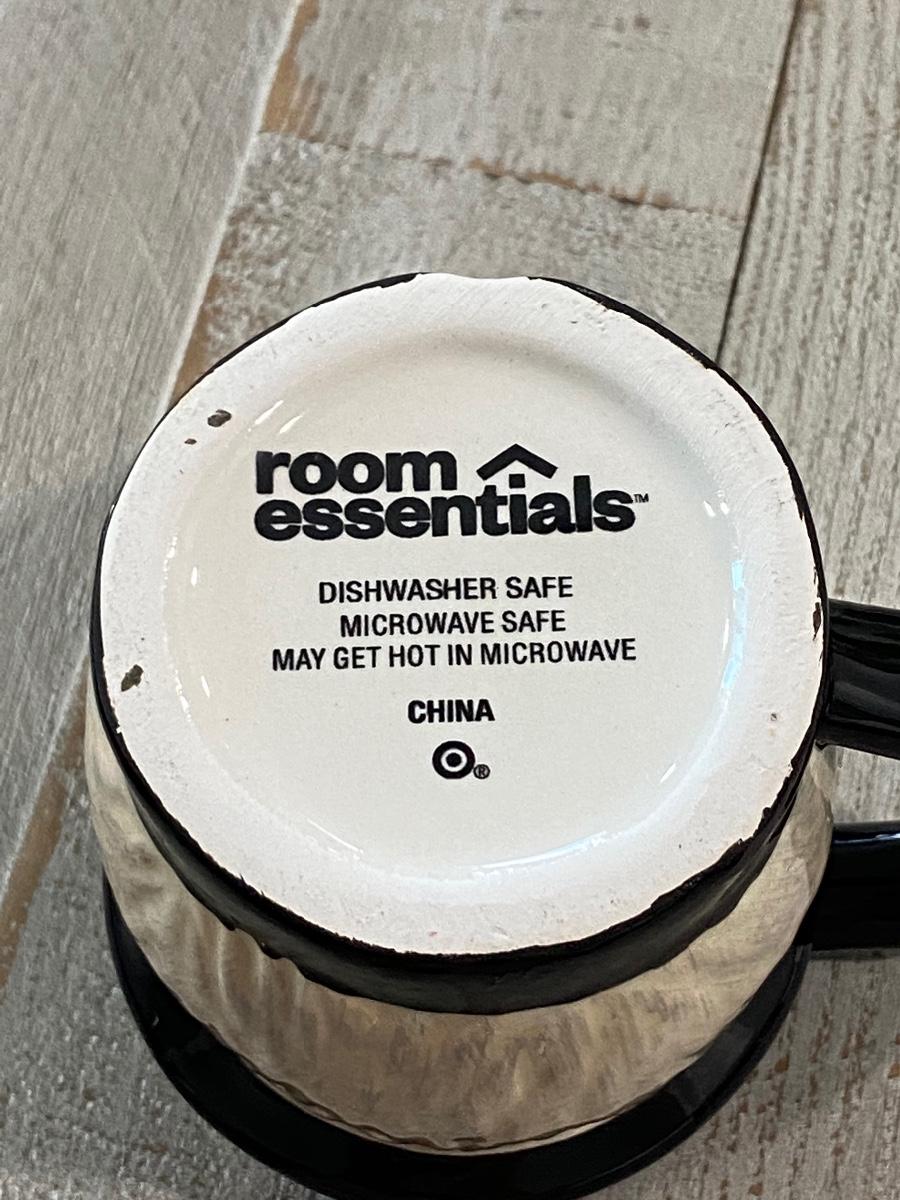 room
essentials™
DISHWASHER SAFE
MICROWAVE SAFE
MAY GET HOT IN MICROWAVE
CHINA
®